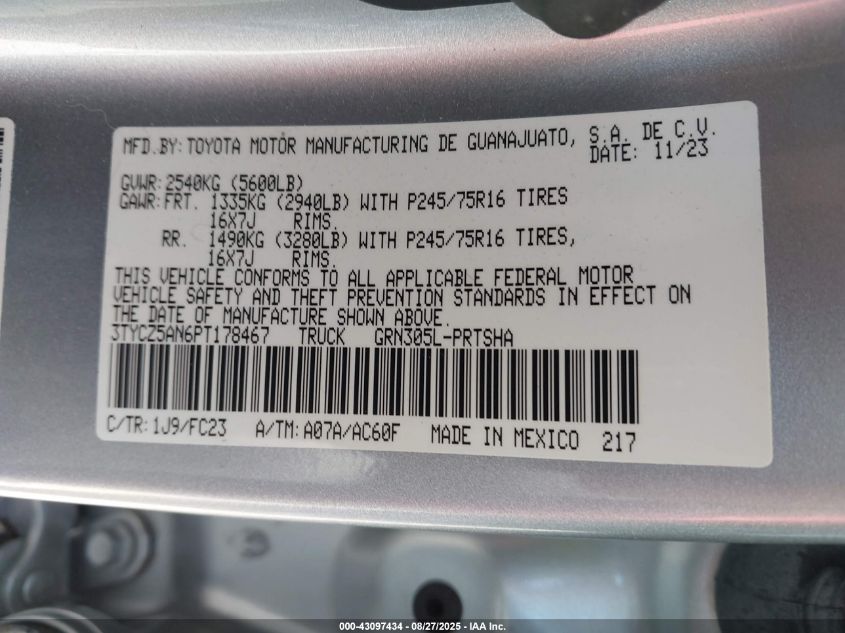 MFD.BY:TOYOTA MOTOR MANUFACTURING DE GUANAJUATO, S.A. DE C.V.
DATE: 11/23
GVWR:2540KG (5600LB)
GAWR:FRT. 1335KG (2940LB) WITH P245/75R16 TIRES
16X7J RIMS.
RR. 1490KG (3280LB) WITH P245/75R16 TIRES,
16X7J RIMS.
THIS VEHICLE CONFORMS TO ALL APPLICABLE FEDERAL MOTOR
VEHICLE SAFETY AND THEFT PREVENTION STANDARDS IN EFFECT ON
THE DATE OF MANUFACTURE SHOWN ABOVE.
3TYCZ5AN6PT178467 TRUCK GRN305L-PRTSHA
C/TR:1J9/FC23 A/TM:A07A/AC60F MADE IN MEXICO 217
000-43097434 - 08/27/2025 - IAA Inc.